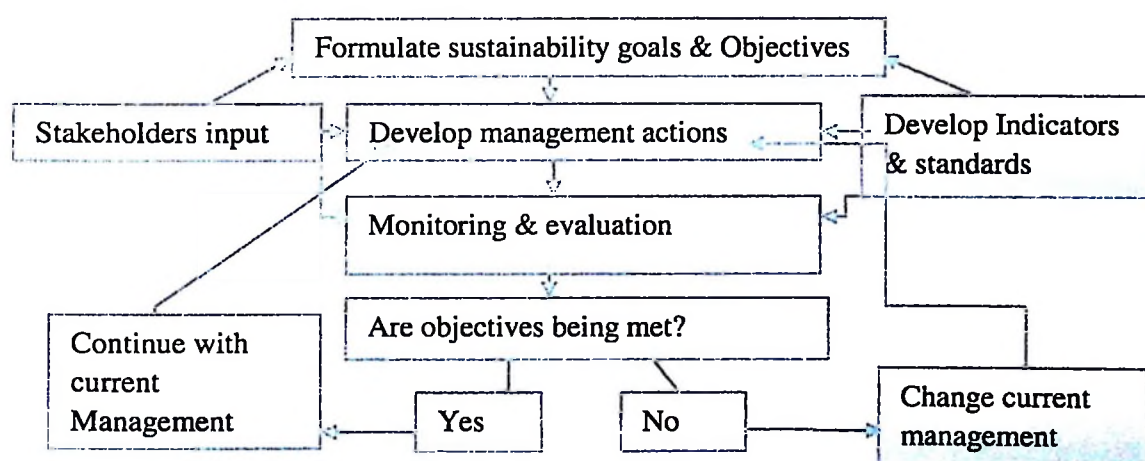 Formulate sustainability goals & Objectives
Stakeholders input
Develop management actions
Develop Indicators
& standards
Monitoring & evaluation
Are objectives being met?
Continue with
current
Management
Yes
No
Change current
management